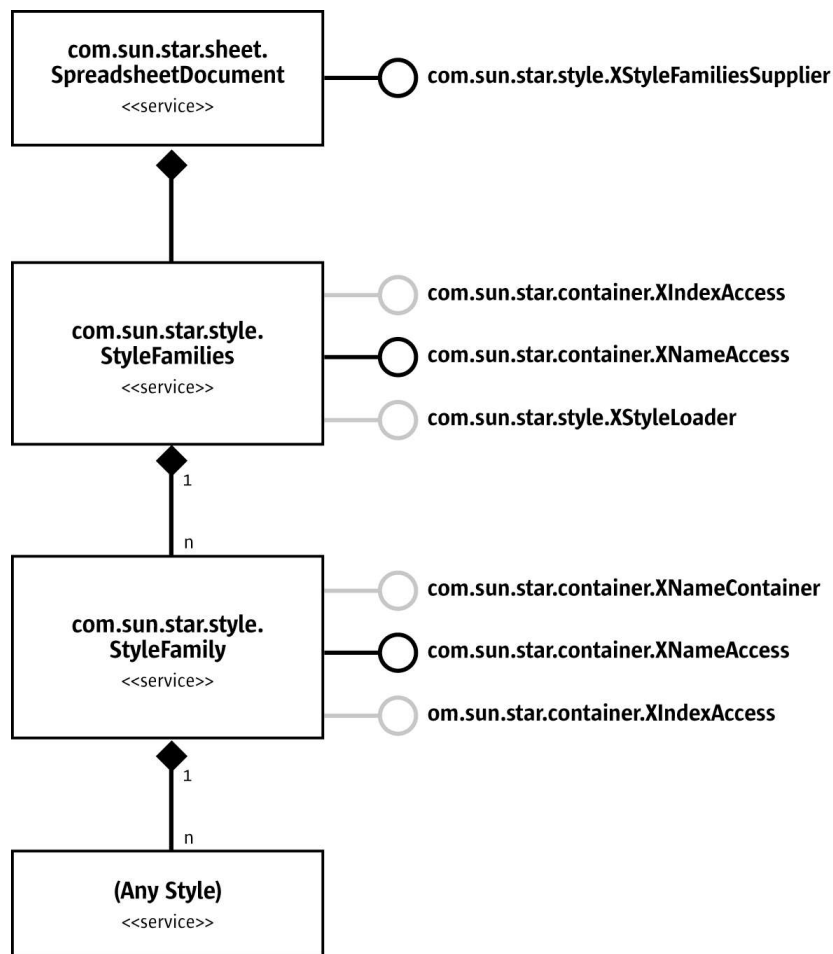 com.sun.star.sheet.
SpreadsheetDocument
<<service>>
com.sun.star.style.XStyleFamiliesSupplier
com.sun.star.style.
StyleFamilies
<<service>>
com.sun.star.container.XIndexAccess
com.sun.star.container.XNameAccess
com.sun.star.style.XStyleLoader
1
n
com.sun.star.style.
StyleFamily
<<service>>
com.sun.star.container.XNameContainer
com.sun.star.container.XNameAccess
om.sun.star.container.XIndexAccess
1
n
(Any Style)
<<service>>